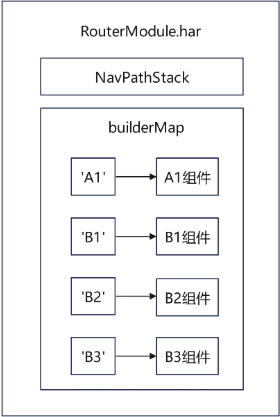 RouterModule.har
NavPathStack
builderMap
'A1' A1组件
'B1' B1组件
'B2' B2组件
'B3' B3组件